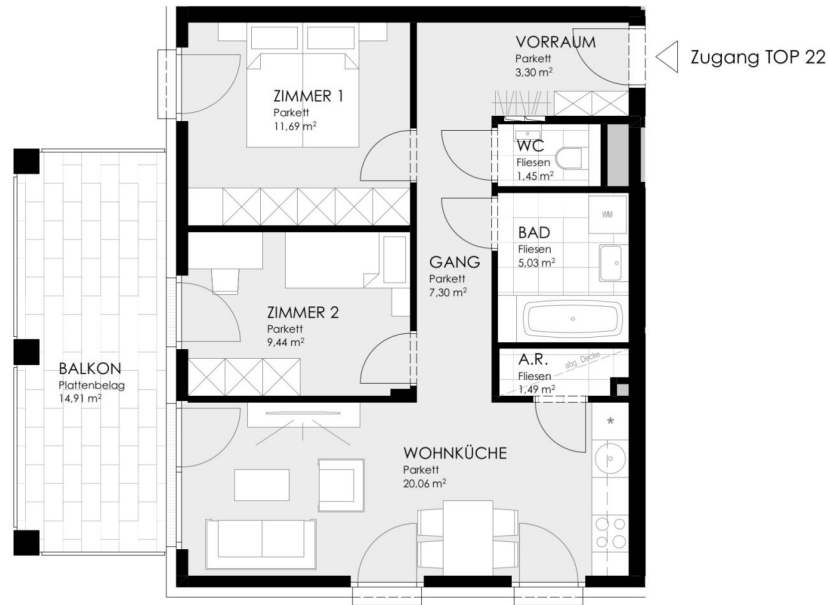 VORRAUM
Parkett
3,30 m²
Zugang TOP 22
ZIMMER 1
Parkett
11,69 m²
WC
Fliesen
1,45 m²
BAD
Fliesen
5,03 m²
WM
GANG
Parkett
7,30 m²
ZIMMER 2
Parkett
9,44 m²
BALKON
Plattenbelag
14,91 m²
A.R.
abg. Decke
Fliesen
1,49 m²
WOHNKÜCHE
Parkett
20,06 m²
*